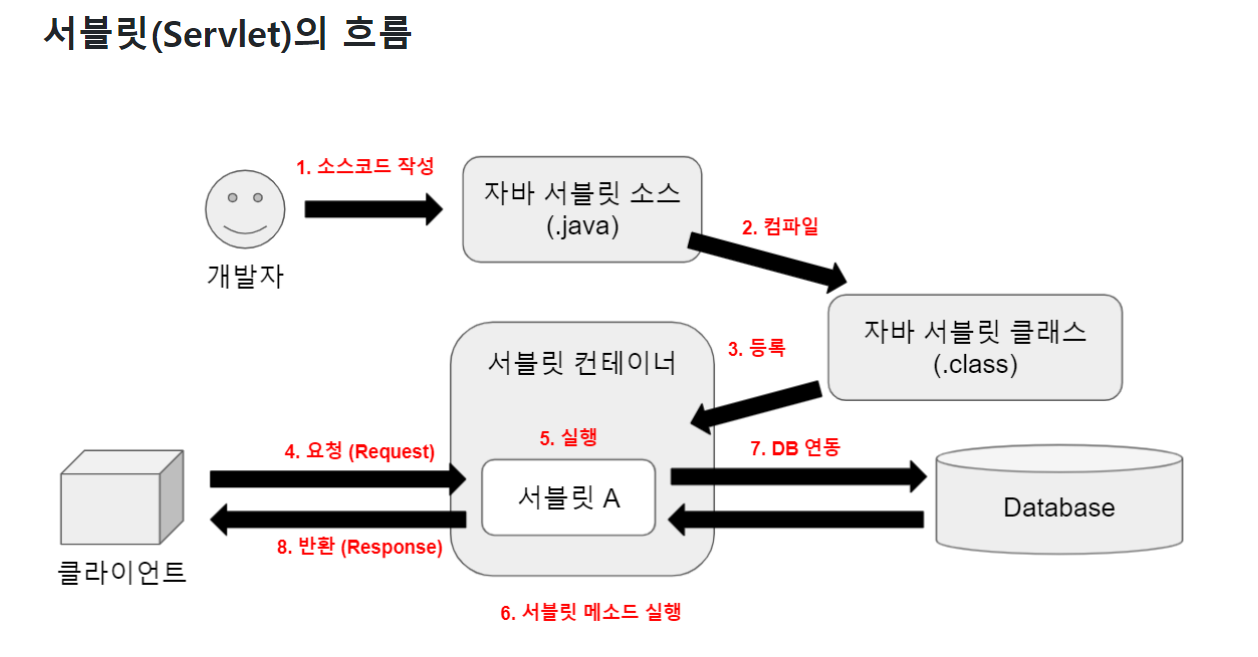 서블릿(Servlet)의 흐름
1. 소스코드 작성
개발자
자바 서블릿 소스
(.java)
2. 컴파일
자바 서블릿 클래스
(.class)
3. 등록
서블릿 컨테이너
4. 요청 (Request)
5. 실행
서블릿 A
7. DB 연동
Database
8. 반환 (Response)
클라이언트
6. 서블릿 메소드 실행